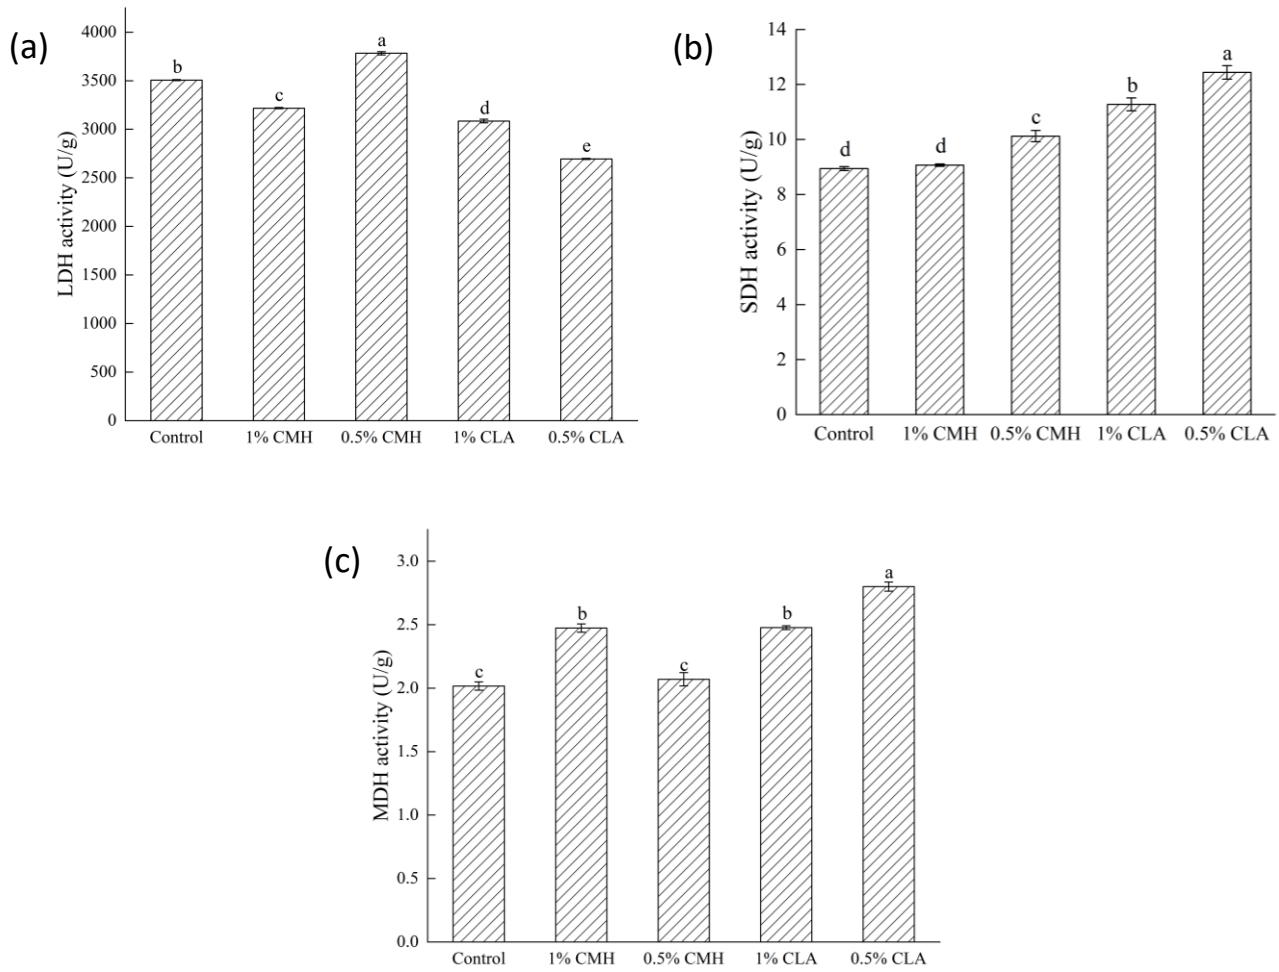 (a)
LDH activity (U/g)
4000
3500
3000
2500
2000
1500
1000
500
0
b
c
a
d
e
Control 1% CMH 0.5% CMH 1% CLA 0.5% CLA
(b)
SDH activity (U/g)
14
12
10
8
6
4
2
0
d
d
c
b
a
Control 1% CMH 0.5% CMH 1% CLA 0.5% CLA
(c)
MDH activity (U/g)
3.0
2.5
2.0
1.5
1.0
0.5
0.0
c
b
c
b
a
Control 1% CMH 0.5% CMH 1% CLA 0.5% CLA